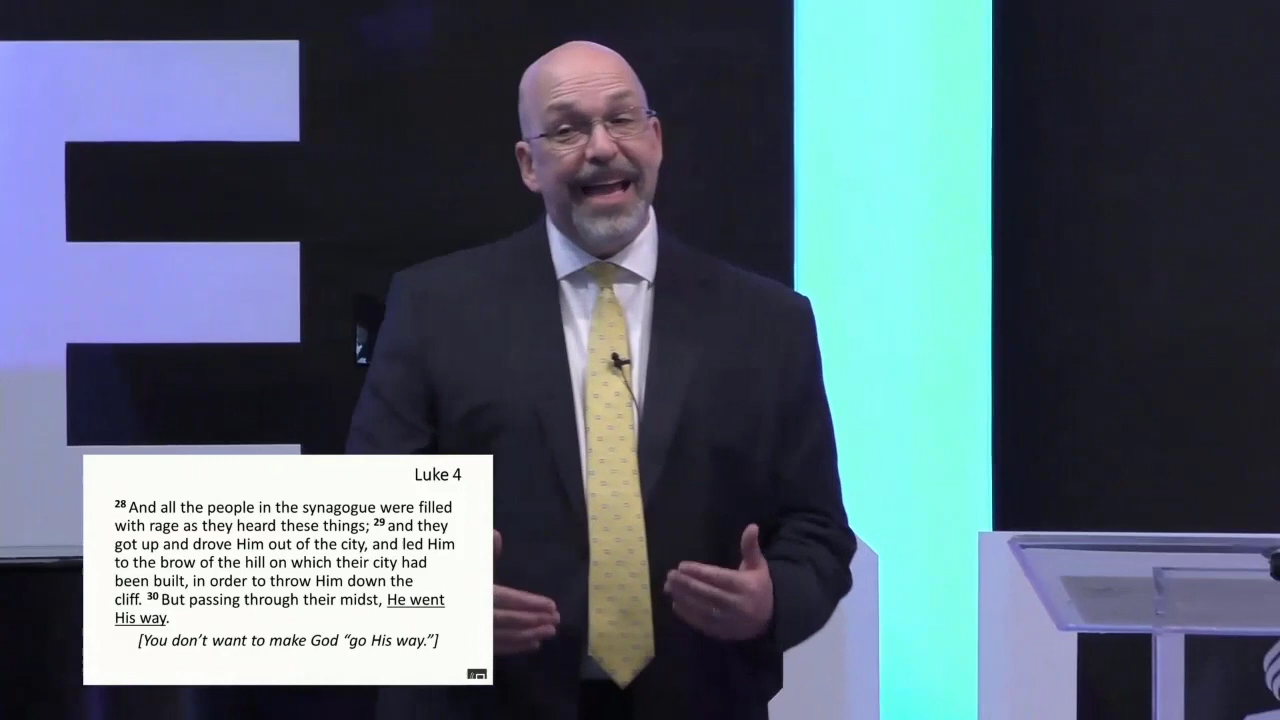 E
Luke 4
28 And all the people in the synagogue were filled
with rage as they heard these things; 29 and they
got up and drove Him out of the city, and led Him
to the brow of the hill on which their city had
been built, in order to throw Him down the
cliff. 30 But passing through their midst, He went
His way.
[You don’t want to make God “go His way.”]